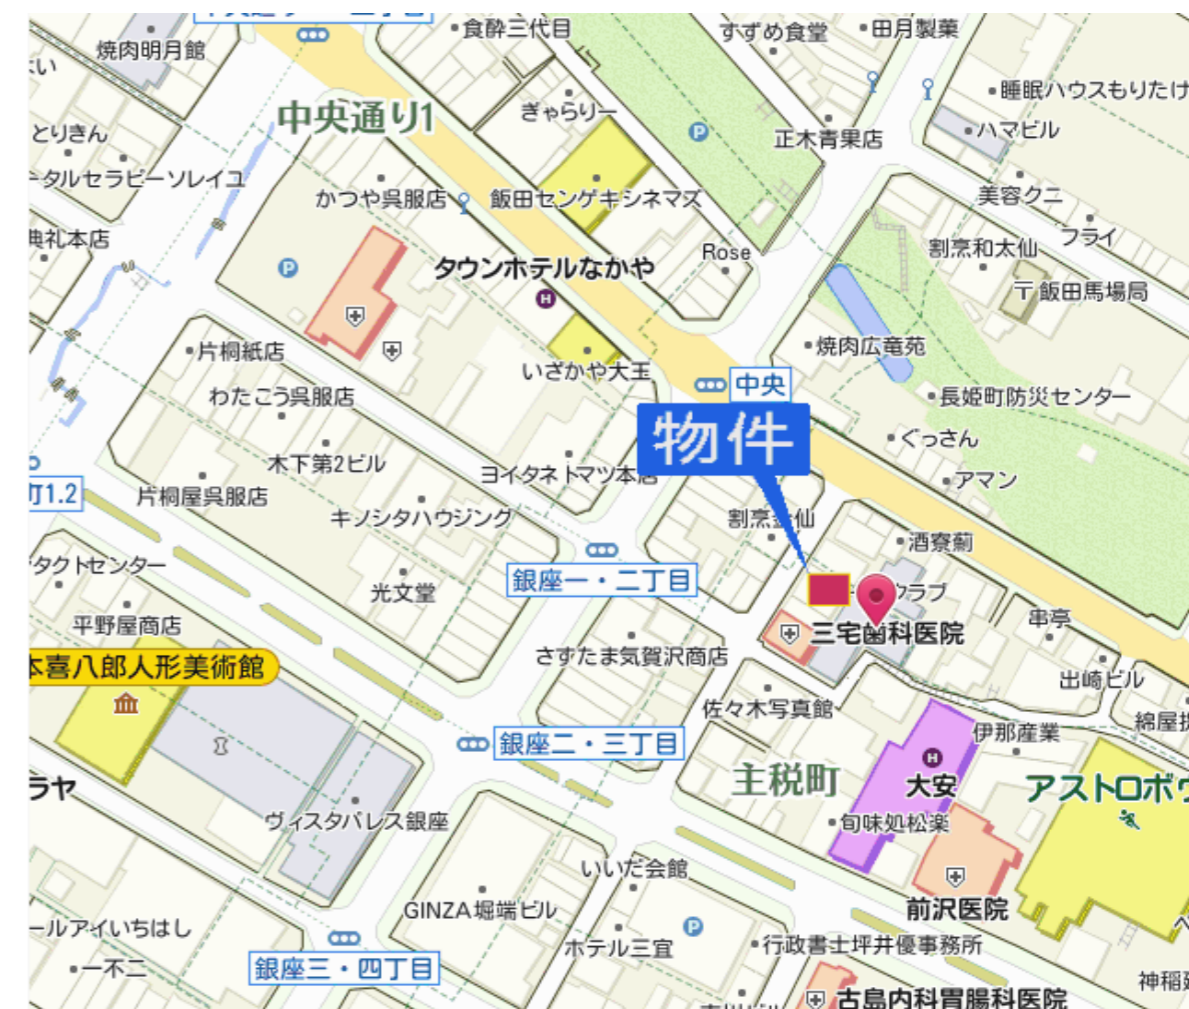 食酔三代目
すずめ食堂
田月製菓
焼肉明月館
睡眠ハウスもりたけ
ぎゃらりー
中央通り1
とりきん
正木青果店
ハマビル
ータルセラピーソレイユ
かつや呉服店
飯田センゲキシネマズ
美容クニ
典礼本店
Rose
割烹和太仙
フライ
P
タウンホテルなかや
H
〒飯田馬場局
片桐紙店
焼肉広竜苑
いざかや大王
中央
わたこう呉服店
長姫町防災センター
物件
ぐっさん
木下第2ビル
ヨイタネトマツ本店
アマン
町1.2
片桐屋呉服店
キノシタハウジング
割烹金仙
酒寮薊
タクトセンター
銀座一・二丁目
光文堂
クラブ
平野屋商店
串亭
三宅歯科医院
さすたま気賀沢商店
本喜八郎人形美術館
出崎ビル
佐々木写真館
綿屋
伊那産業
銀座二・三丁目
主税町
H
大安
アストロボウ
ラヤ
ヴィスタパレス銀座
旬味処松楽
いいだ会館
GINZA堀端ビル
前沢医院
P
ールアイいちはし
ホテル三宜
行政書士坪井優事務所
銀座三・四丁目
一不二
神稲
古島内科胃腸科医院